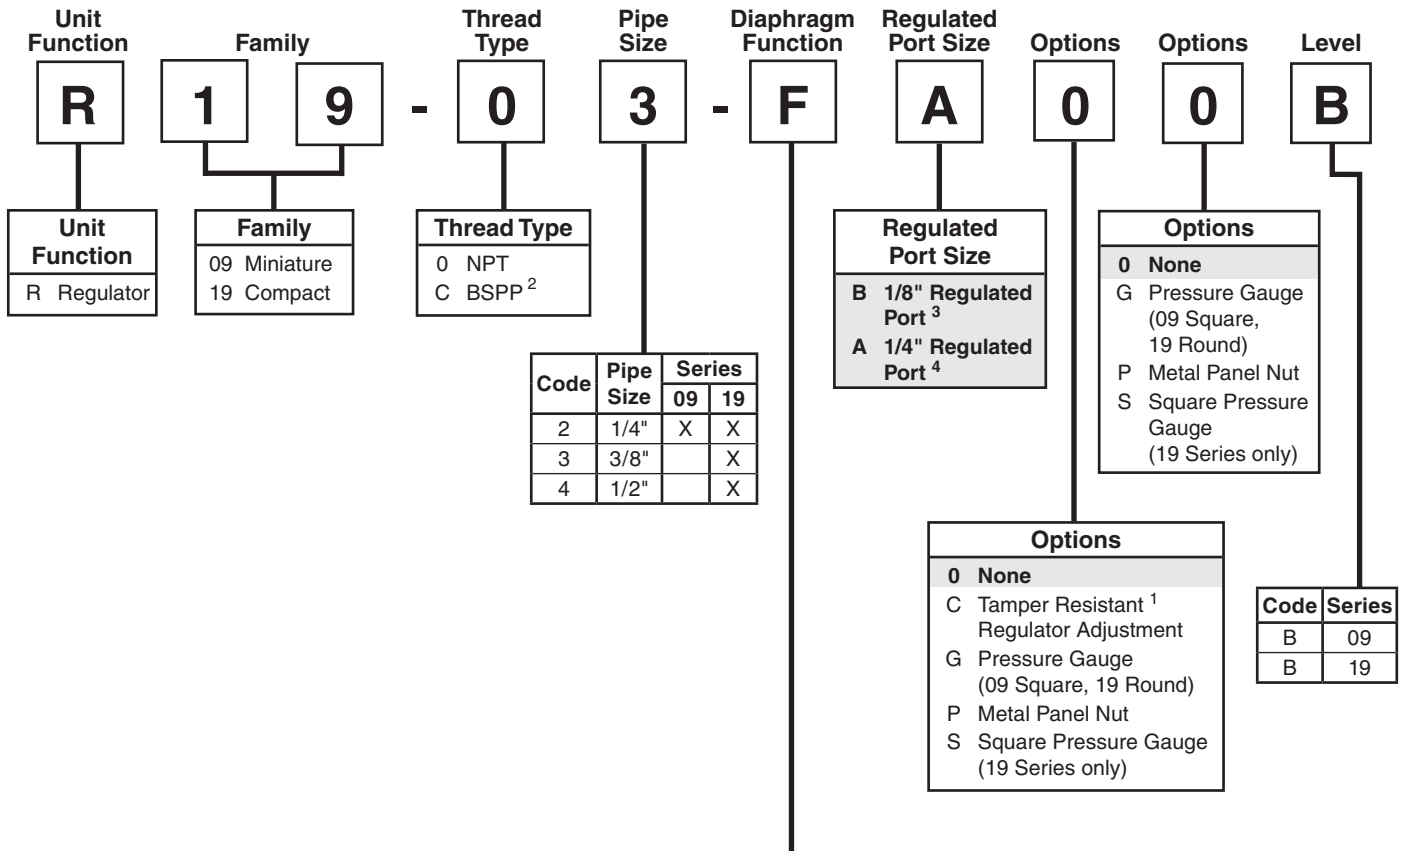 Unit Function
Family
Thread Type
Pipe Size
Diaphragm Function
Regulated Port Size
Options
Options
Level
R 1 9 - 0 3 - F A 0 0 B
Unit
Function
R Regulator
Family
09 Miniature
19 Compact
Thread Type
0 NPT
C BSPP 2
Code Pipe Size Series
09 19
2 1/4" X X
3 3/8" X
4 1/2" X
Regulated
Port Size
B 1/8" Regulated
Port 3
A 1/4" Regulated
Port 4
Options
0 None
G Pressure Gauge
(09 Square,
19 Round)
P Metal Panel Nut
S Square Pressure
Gauge
(19 Series only)
Options
0 None
C Tamper Resistant 1
Regulator Adjustment
G Pressure Gauge
(09 Square, 19 Round)
P Metal Panel Nut
S Square Pressure Gauge
(19 Series only)
Code Series
B 09
B 19